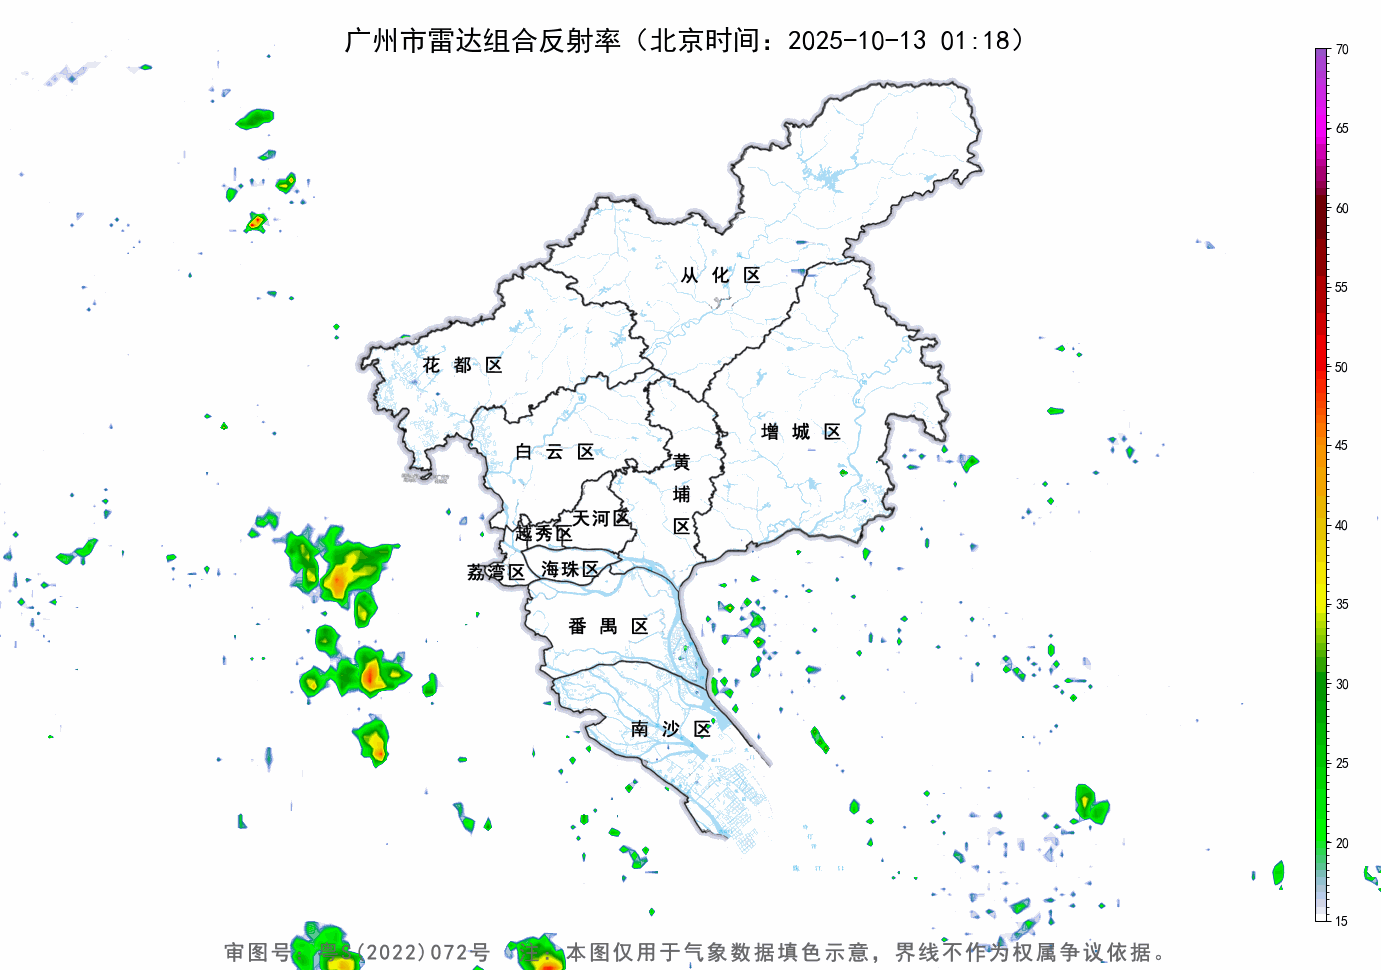 广州市雷达组合反射率（北京时间：2025-10-13 01:18）
70
65
60
55
50
45
40
35
30
25
20
15
从化区
花都区
增城区
白云区
黄埔区
天河区
越秀区
荔湾区
海珠区
番禺区
南沙区
审图号：粤S(2022)072号 注：本图仅用于气象数据填色示意，界线不作为权属争议依据。